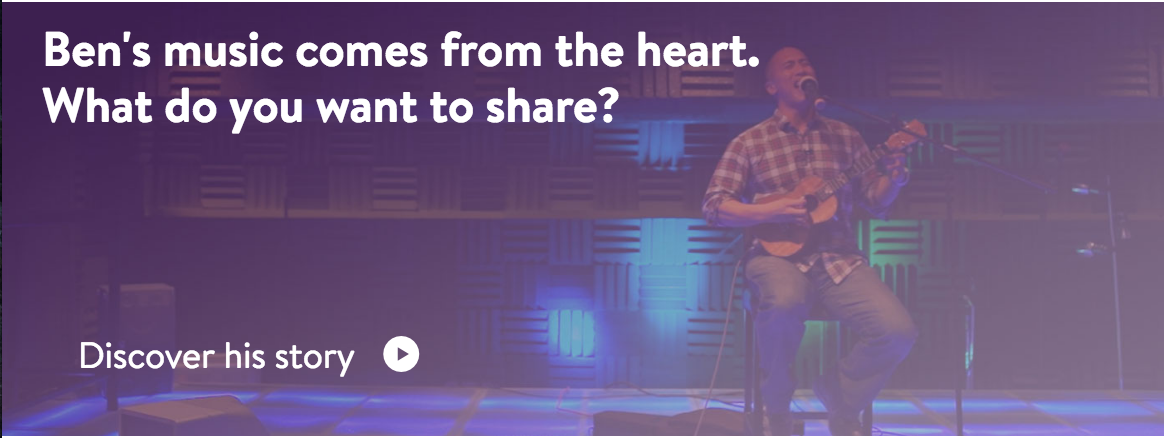 Ben's music comes from the heart.
What do you want to share?
Discover his story